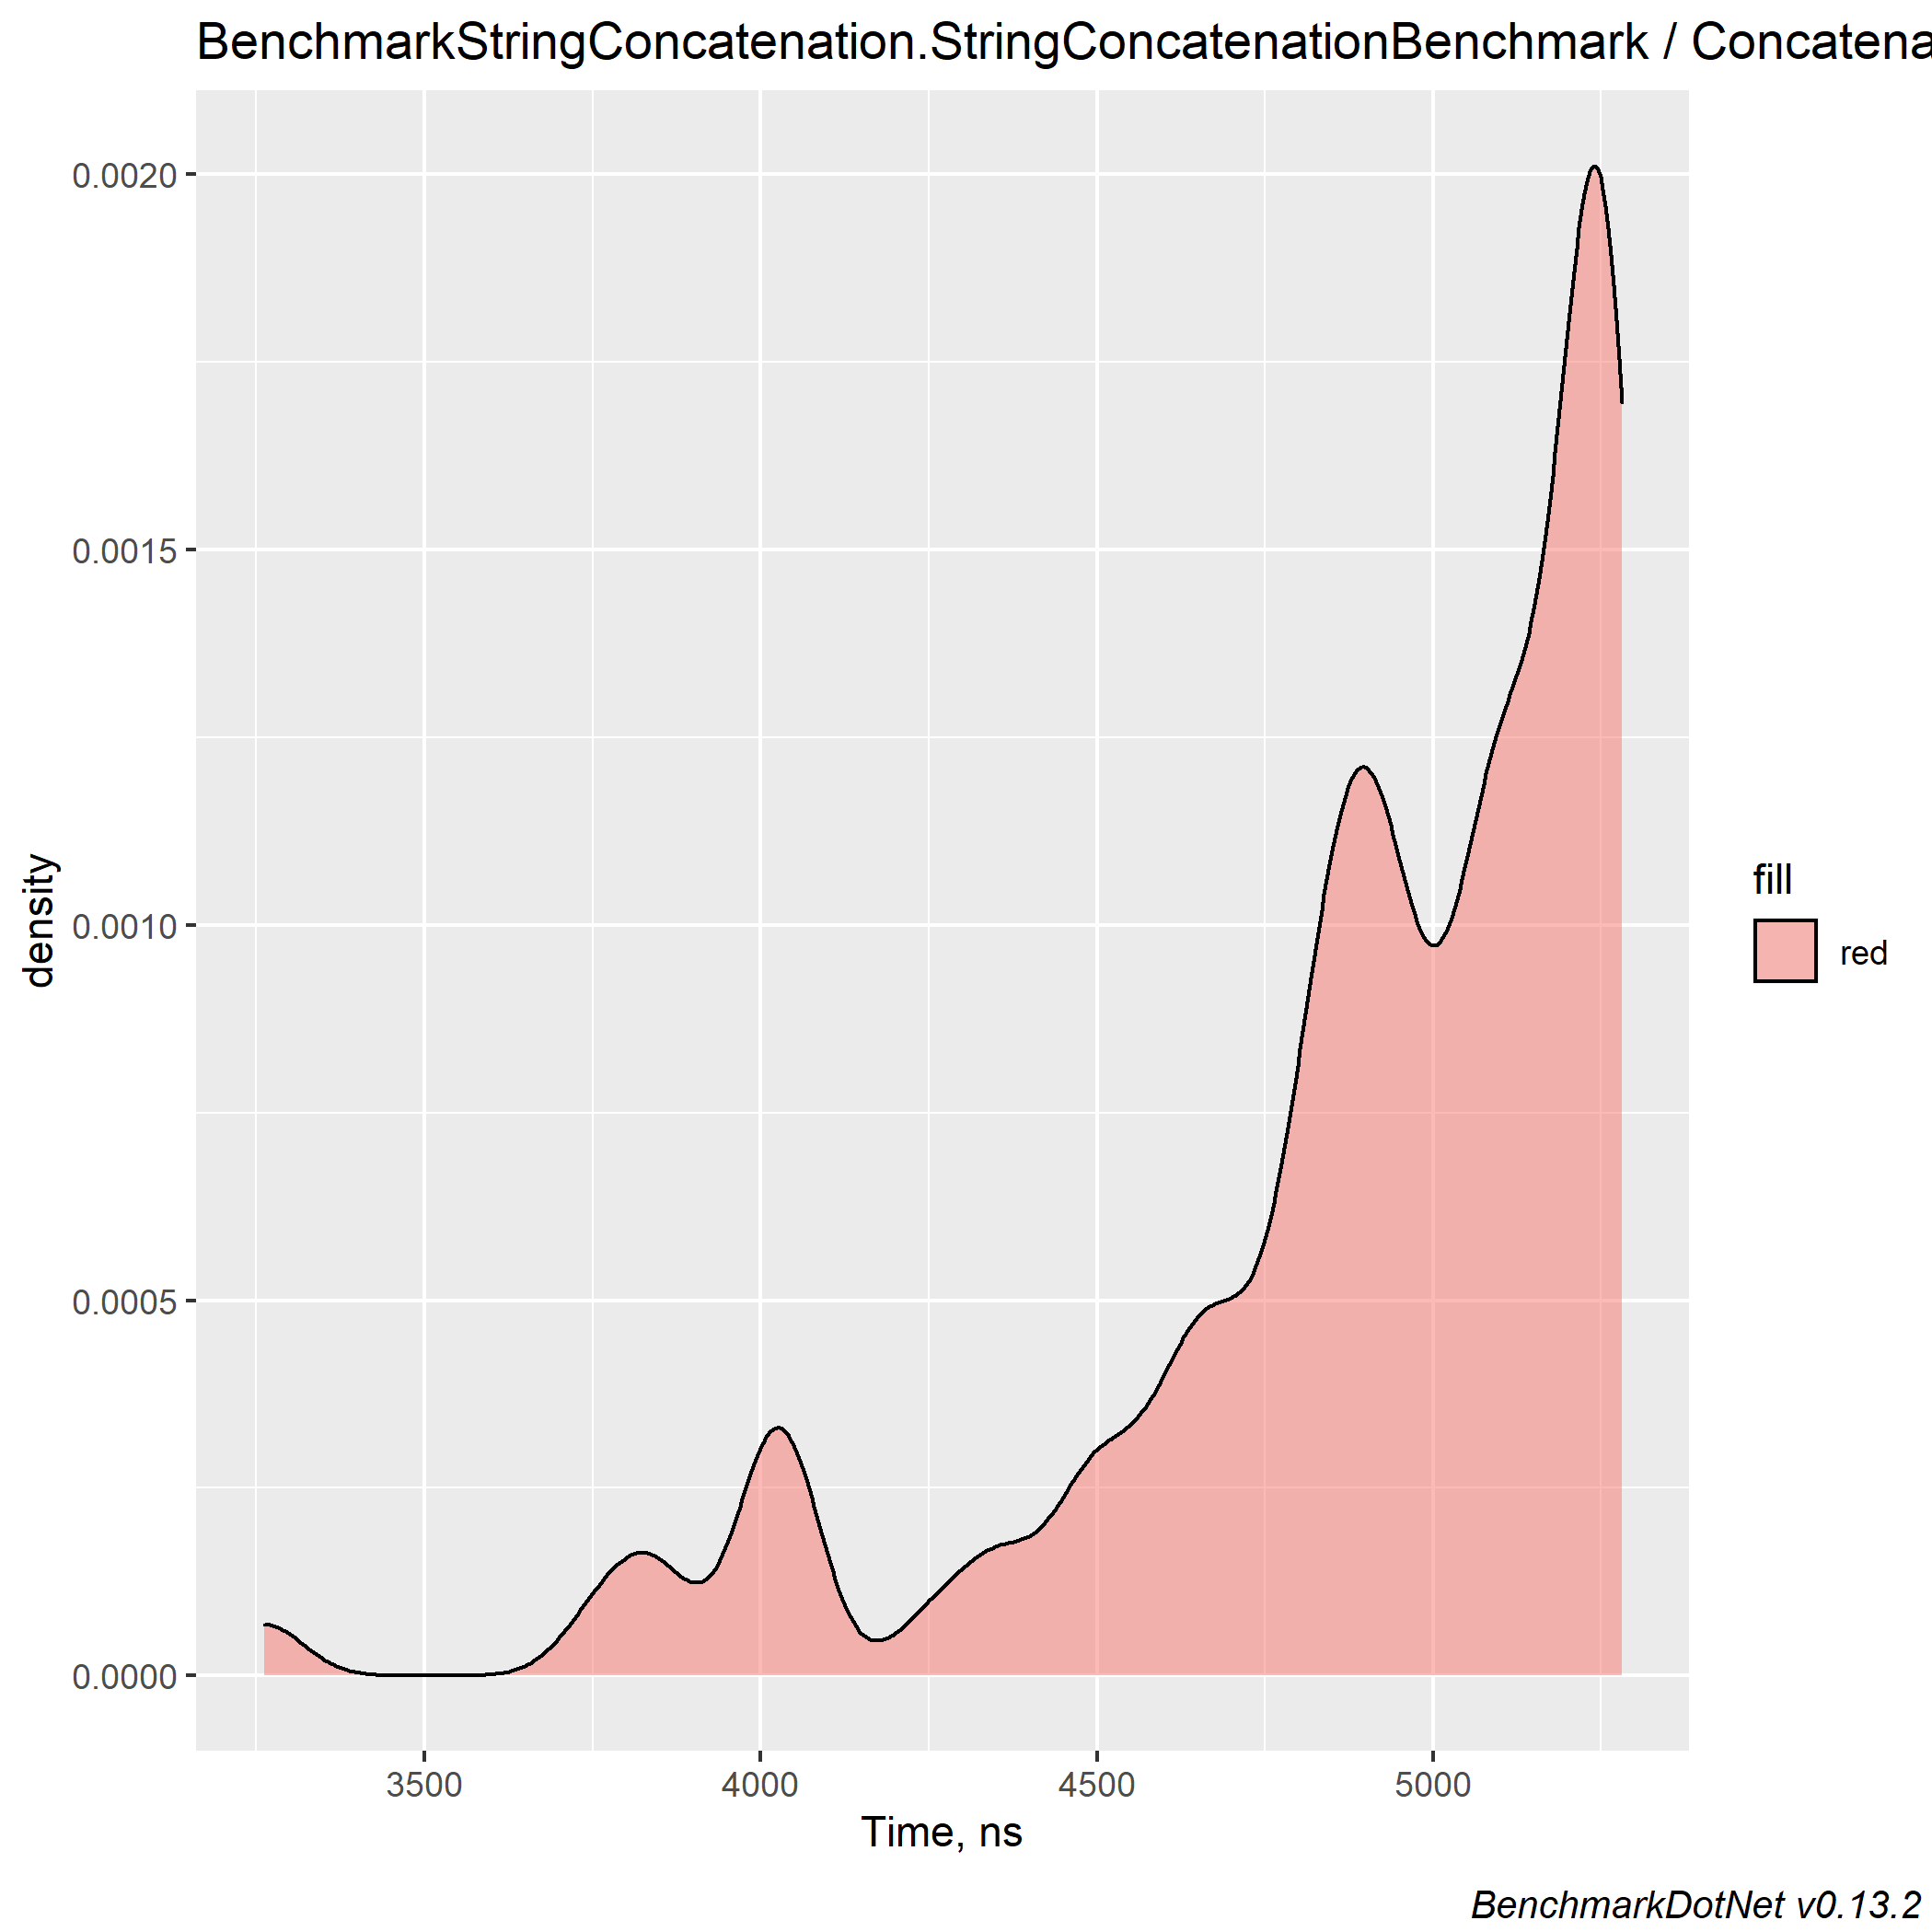 BenchmarkStringConcatenation.StringConcatenationBenchmark / Concatena
0.0020
0.0015
0.0010
0.0005
0.0000
density
3500 4000 4500 5000
Time, ns
fill
red
BenchmarkDotNet v0.13.2